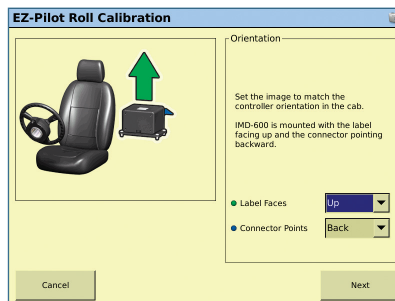 EZ-Pilot Roll Calibration
Orientation
Set the image to match the
controller orientation in the cab.
IMD-600 is mounted with the label
facing up and the connector pointing
backward.
Label Faces
Up
Connector Points
Back
Cancel
Next